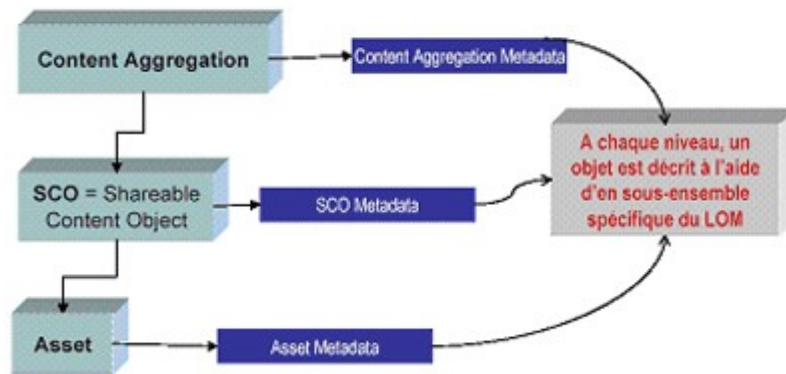 Content Aggregation
Content Aggregation Metadata
A chaque niveau, un
objet est décrit à l'aide
d'en sous-ensemble
spécifique du LOM
SCO = Shareable
Content Object
SCO Metadata
Asset
Asset Metadata